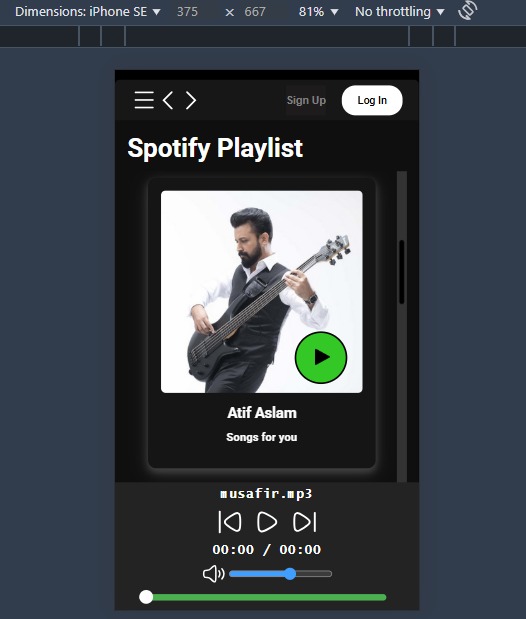 Dimensions: iPhone SE ▼ 375 × 667 81% ▼ No throttling ▼
Sign Up Log In
Spotify Playlist
Atif Aslam
Songs for you
musafir.mp3
00:00 / 00:00